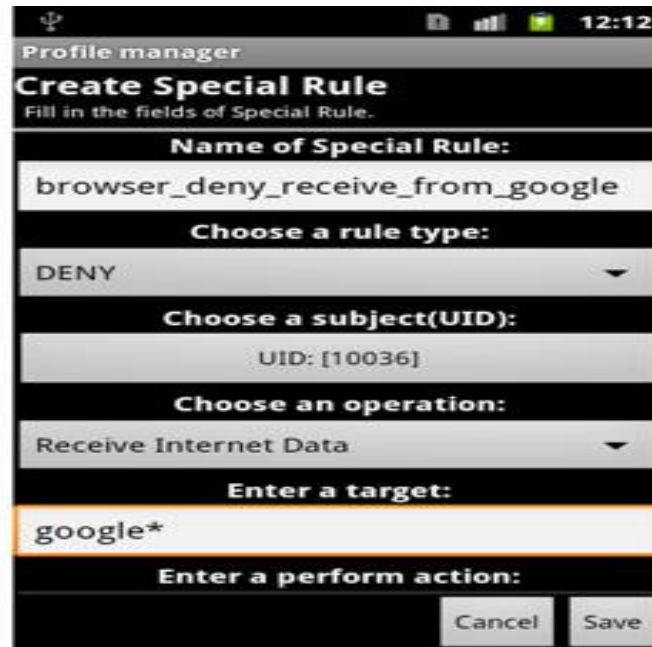 12:12
Profile manager
Create Special Rule
Fill in the fields of Special Rule.
Name of Special Rule:
browser_deny_receive_from_google
Choose a rule type:
DENY
Choose a subject(UID):
UID: [10036]
Choose an operation:
Receive Internet Data
Enter a target:
google*
Enter a perform action:
Cancel Save